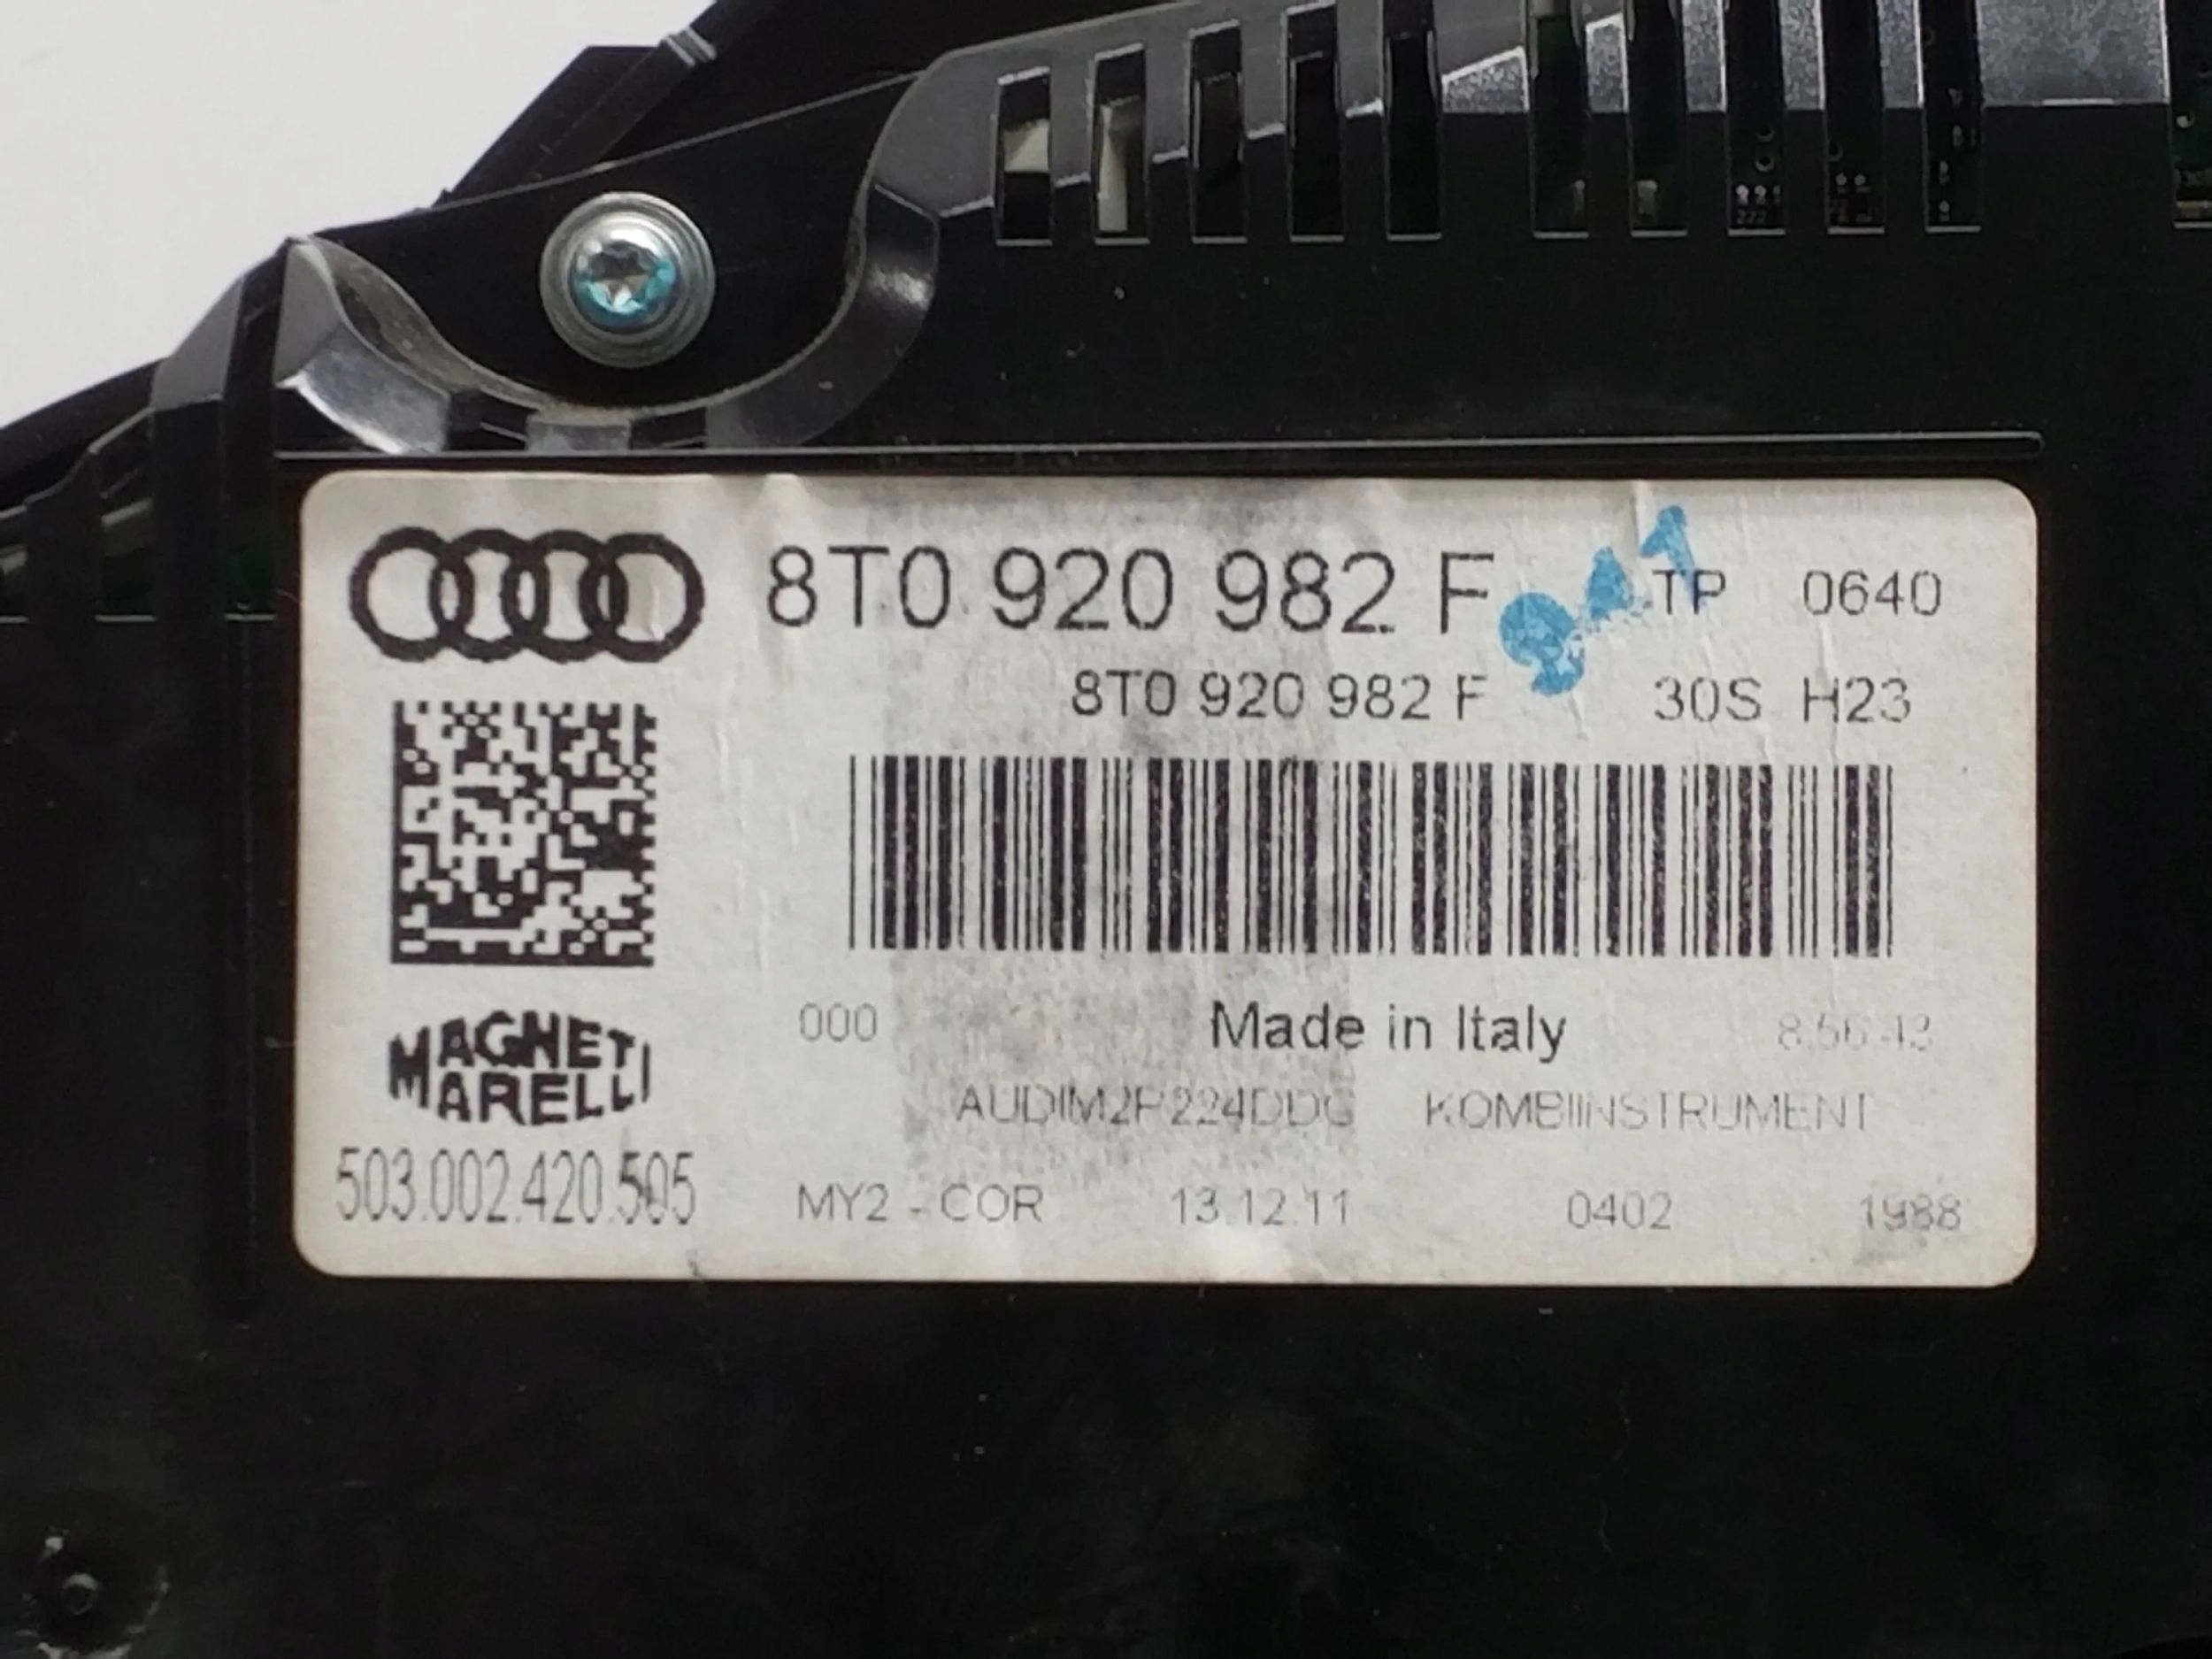 8T0 920 982 F TP 0640
8T0 920 982 F 30S H23
000 Made in Italy 8.56.43
KOMBIINSTRUMENT
MAGNETI
MARELLI
503.002.420.505
MY2 - COR 13.12.11 0402 1988